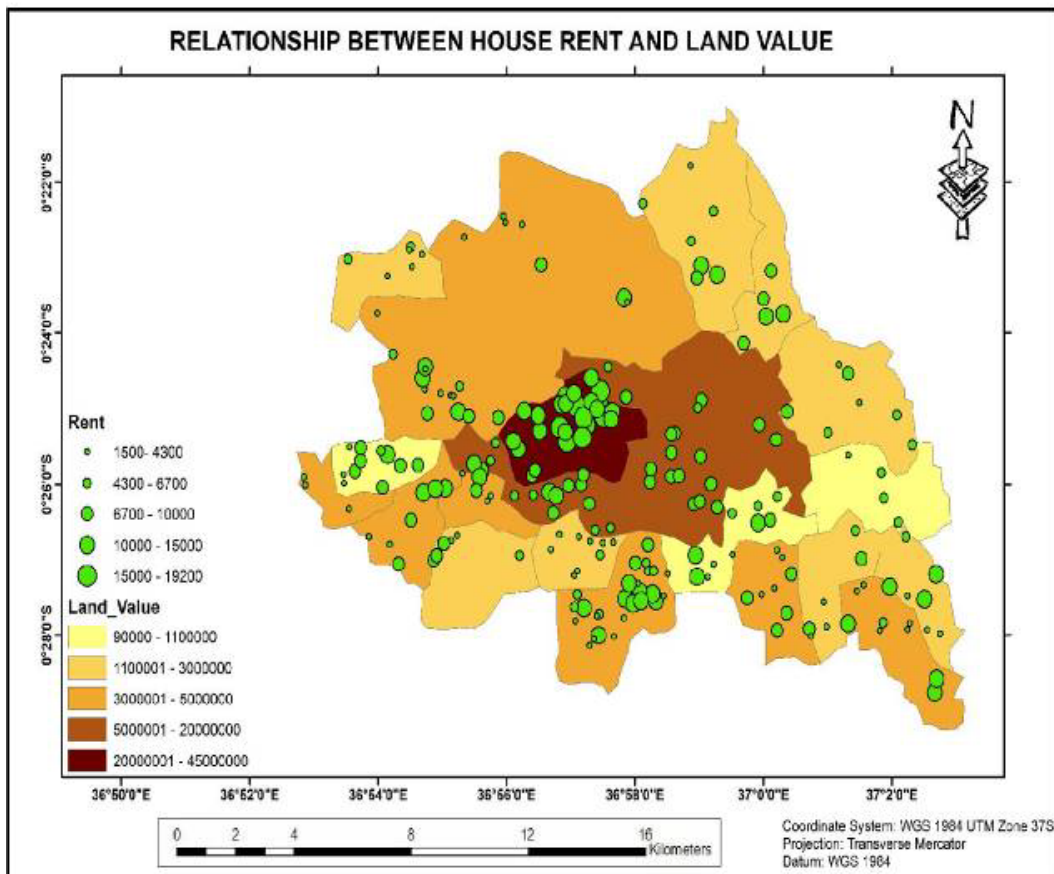 RELATIONSHIP BETWEEN HOUSE RENT AND LAND VALUE
N
0°22'0"S
0°24'0"S
0°26'0"S
0°28'0"S
Rent
1500- 4300
4300 - 6700
6700 - 10000
10000 - 15000
15000 - 19200
Land_Value
90000 - 1100000
1100001 - 3000000
3000001 - 5000000
5000001 - 20000000
20000001 - 45000000
36°50'0"E 36°52'0"E 36°54'0"E 36°56'0"E 36°58'0"E 37°0'0"E 37°2'0"E
0 2 4 8 12 16
Kilometers
Coordinate System: WGS 1984 UTM Zone 37S
Projection: Transverse Mercator
Datum: WGS 1984